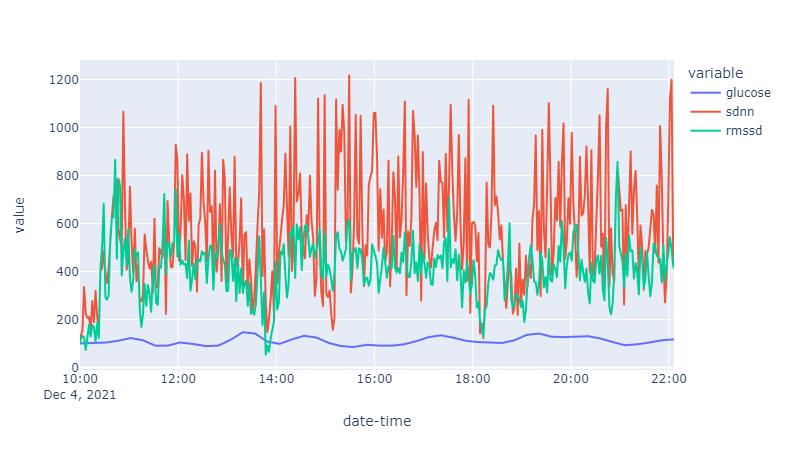 variable
glucose
sdnn
rmssd
value
1200
1000
800
600
400
200
0
10:00
Dec 4, 2021
12:00
14:00
16:00
18:00
20:00
22:00
date-time